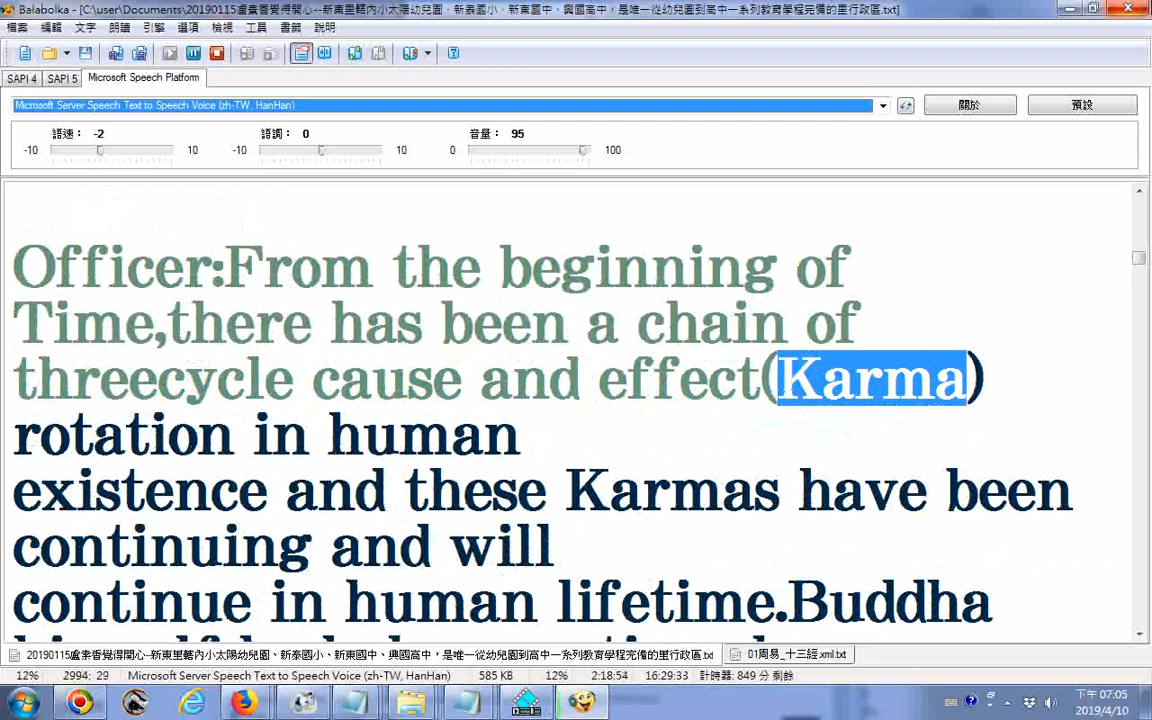 Balabolka - [C:\user\Documents\20190115盧素香覺得開心--新東里轄內小太陽幼兒園、新泰國小、新東國中、興國高中，是唯一從幼兒園到高中一系列教育學程完備的里行政區.txt]
檔案 編輯 文字 朗讀 引擎 選項 檢視 工具 書籤 說明
SAPI 4 SAPI 5 Microsoft Speech Platform
Microsoft Server Speech Text to Speech Voice (zh-TW, HanHan) 關於 預設
語速： -2 語調： 0 音量： 95
-10 10 -10 10 0 100
Officer:From the beginning of
Time,there has been a chain of
threecycle cause and effect(Karma)
rotation in human
existence and these Karmas have been
continuing and will
continue in human lifetime.Buddha
20190115盧素香覺得開心--新東里轄內小太陽幼兒園、新泰國小、新東國中、興國高中，是唯一從幼兒園到高中一系列教育學程完備的里行政區.txt 01周易_十三經.xml.txt
12% 2994: 29 Microsoft Server Speech Text to Speech Voice (zh-TW, HanHan) 585 KB 12% 2:18:54 16:29:33 計時器: 849 分 剩餘
下午 07:05
2019/4/10